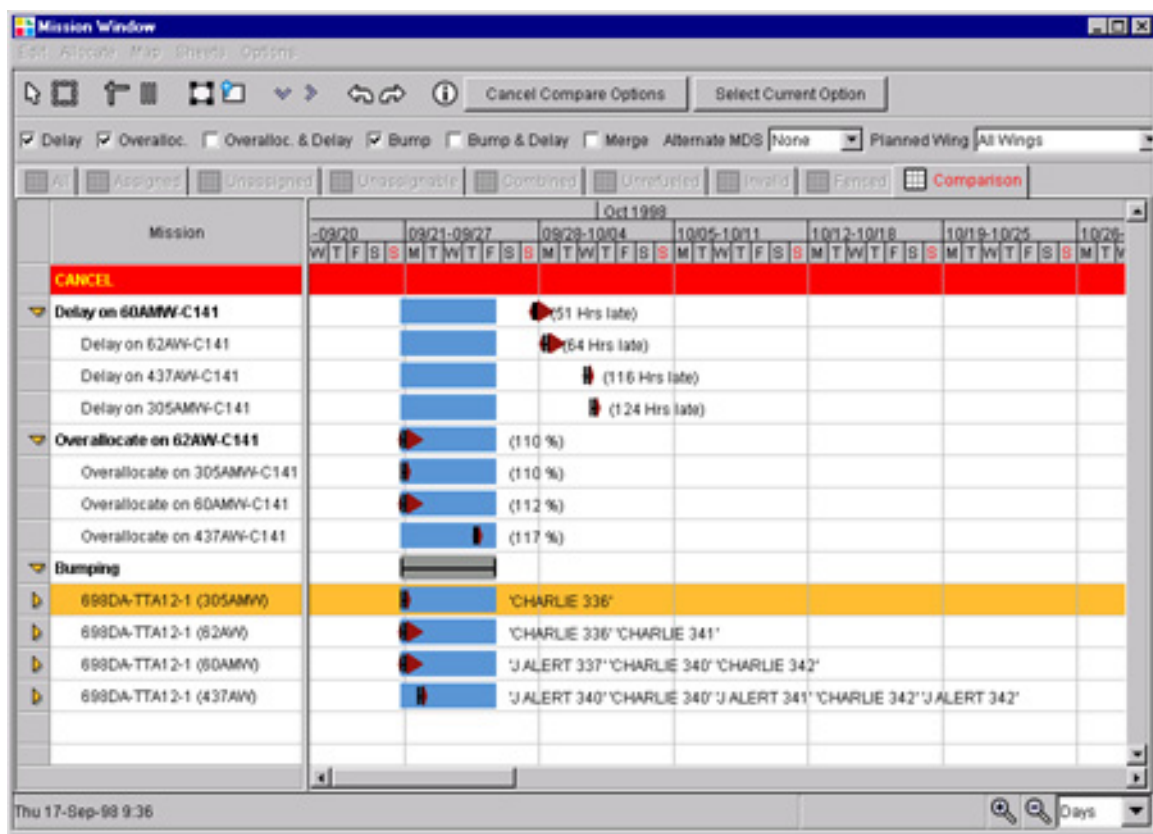 Mission Window
Edit Allocate Map Sheets Options
Cancel Compare Options Select Current Option
Delay Overalloc. Overalloc. & Delay Bump Bump & Delay Merge Alternate MDS None Planned Wing All Wings
All Assigned Unassigned Unassignable Combined Unrefueled Invalid Fenced Comparison
Oct 1998
Mission -09/20 09/21-09/27 09/28-10/04 10/05-10/11 10/12-10/18 10/19-10/25 10/26-
W T F S S M T W T F S S M T W T F S S M T W T F S S M T W T F S S M T W T F S S M T W
CANCEL
Delay on 60AMW-C141 (51 Hrs late)
Delay on 62AW-C141 (64 Hrs late)
Delay on 437AW-C141 (116 Hrs late)
Delay on 305AMW-C141 (124 Hrs late)
Overallocate on 62AW-C141 (110 %)
Overallocate on 305AMW-C141 (110 %)
Overallocate on 60AMW-C141 (112 %)
Overallocate on 437AW-C141 (117 %)
Bumping
698DA-TTA12-1 (305AMW) 'CHARLIE 336'
698DA-TTA12-1 (62AW) 'CHARLIE 336' 'CHARLIE 341'
698DA-TTA12-1 (60AMW) 'J ALERT 337' 'CHARLIE 340' 'CHARLIE 342'
698DA-TTA12-1 (437AW) 'J ALERT 340' 'CHARLIE 340' 'J ALERT 341' 'CHARLIE 342' 'J ALERT 342'
Thu 17-Sep-98 9:36 Days